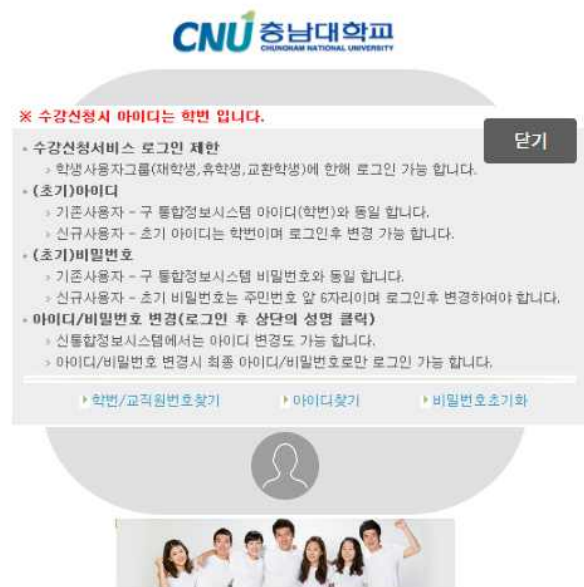 CNU 충남대학교
CHUNGNAM NATIONAL UNIVERSITY
※ 수강신청시 아이디는 학번 입니다.
닫기
수강신청서비스 로그인 제한
학생사용자그룹(재학생,휴학생,교환학생)에 한해 로그인 가능 합니다.
(초기)아이디
기존사용자 - 구 통합정보시스템 아이디(학번)와 동일 합니다.
신규사용자 - 초기 아이디는 학번이며 로그인후 변경 가능 합니다.
(초기)비밀번호
기존사용자 - 구 통합정보시스템 비밀번호와 동일 합니다.
신규사용자 - 초기 비밀번호는 주민번호 앞 6자리이며 로그인후 변경하여야 합니다.
아이디/비밀번호 변경(로그인 후 상단의 성명 클릭)
신통합정보시스템에서는 아이디 변경도 가능 합니다.
아이디/비밀번호 변경시 최종 아이디/비밀번호로만 로그인 가능 합니다.
학번/교직원번호찾기 아이디찾기 비밀번호초기화